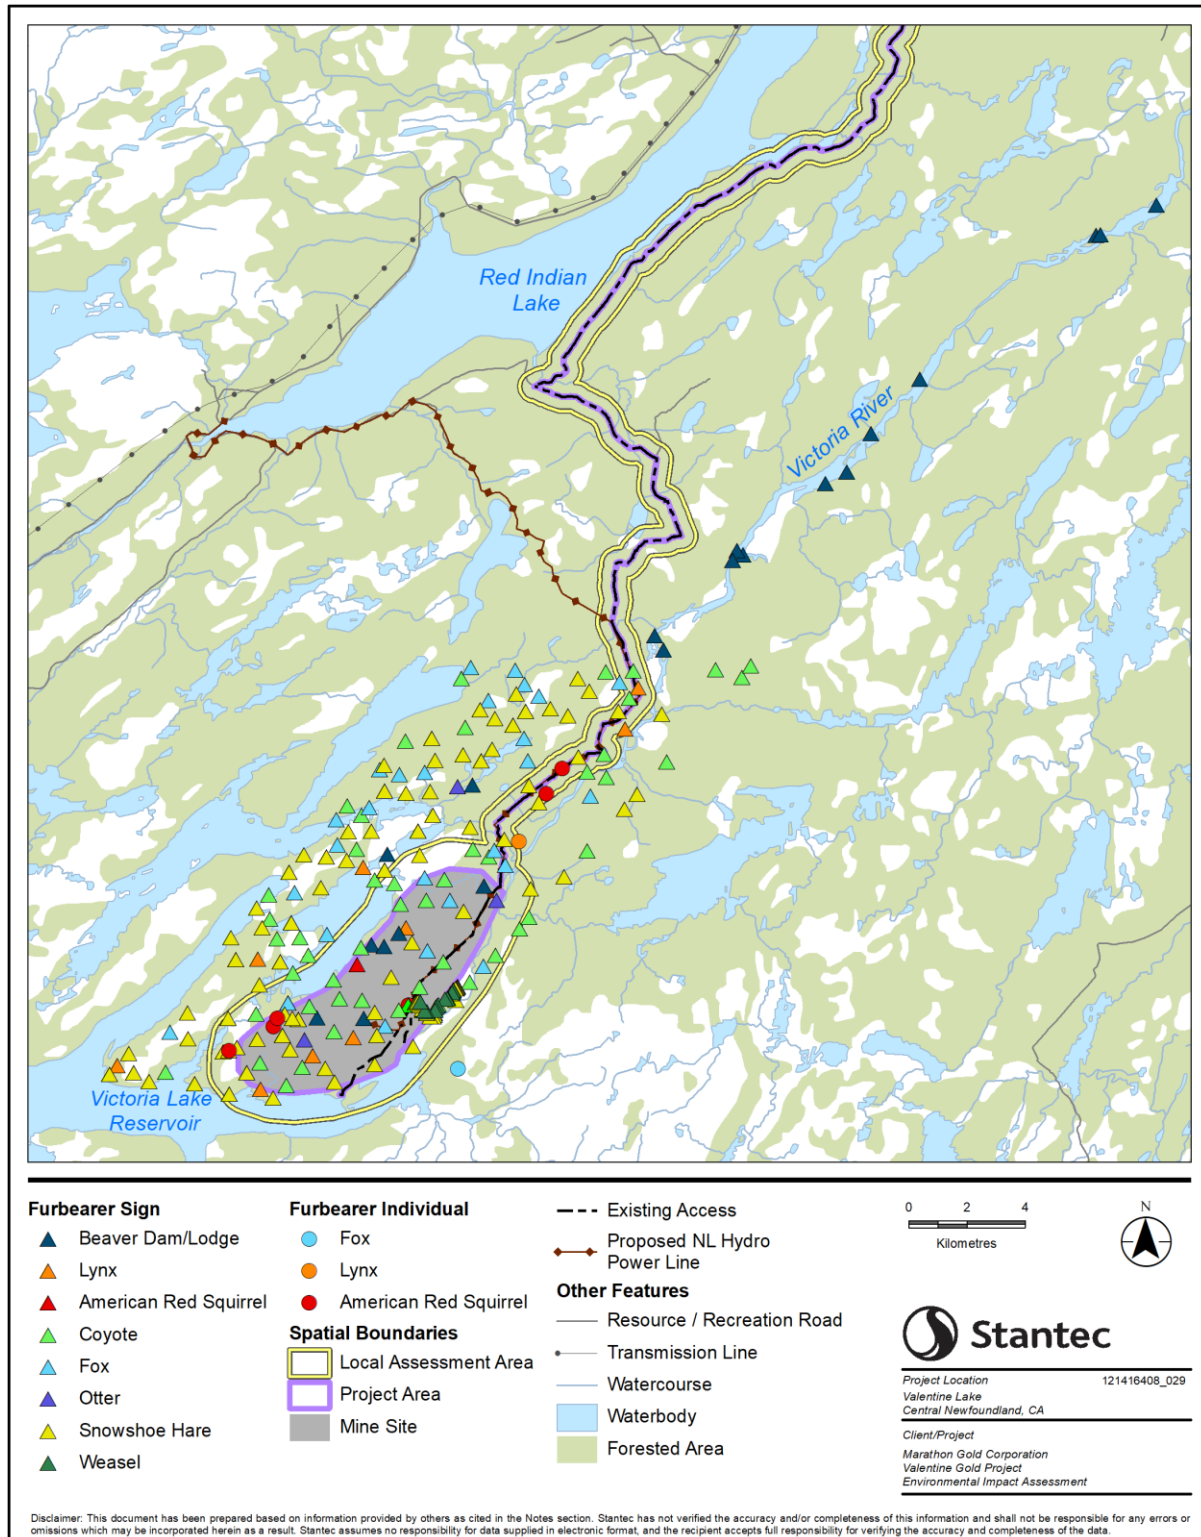 Red Indian
Lake
Victoria River
Victoria Lake
Reservoir
Furbearer Sign
Beaver Dam/Lodge
Lynx
American Red Squirrel
Coyote
Fox
Otter
Snowshoe Hare
Weasel
Furbearer Individual
Fox
Lynx
American Red Squirrel
Spatial Boundaries
Local Assessment Area
Project Area
Mine Site
Existing Access
Proposed NL Hydro
Power Line
Other Features
Resource / Recreation Road
Transmission Line
Watercourse
Waterbody
Forested Area
0 2 4
Kilometres
N
Stantec
Project Location 121416408_029
Valentine Lake
Central Newfoundland, CA
Client/Project
Marathon Gold Corporation
Valentine Gold Project
Environmental Impact Assessment
Disclaimer: This document has been prepared based on information provided by others as cited in the Notes section. Stantec has not verified the accuracy and/or completeness of this information and shall not be responsible for any errors or
omissions which may be incorporated herein as a result. Stantec assumes no responsibility for data supplied in electronic format, and the recipient accepts full responsibility for verifying the accuracy and completeness of the data.